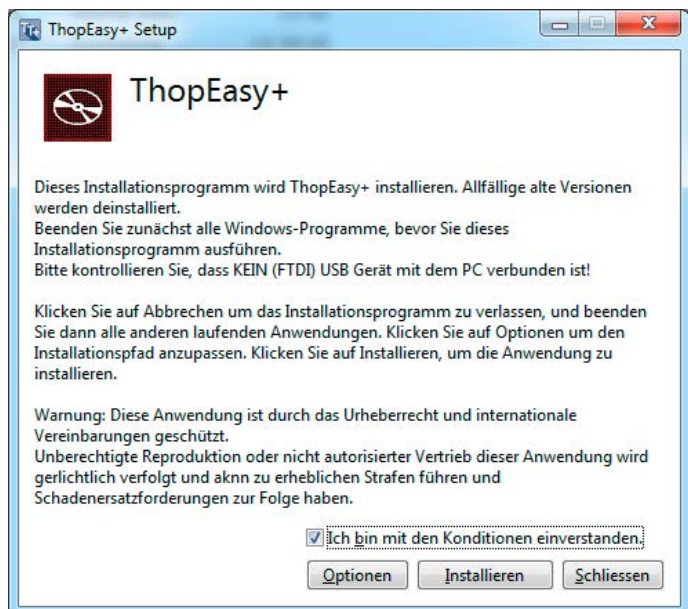 ThopEasy+ Setup
ThopEasy+
Dieses Installationsprogramm wird ThopEasy+ installieren. Allfällige alte Versionen
werden deinstalliert.
Beenden Sie zunächst alle Windows-Programme, bevor Sie dieses
Installationsprogramm ausführen.
Bitte kontrollieren Sie, dass KEIN (FTDI) USB Gerät mit dem PC verbunden ist!
Klicken Sie auf Abbrechen um das Installationsprogramm zu verlassen, und beenden
Sie dann alle anderen laufenden Anwendungen. Klicken Sie auf Optionen um den
Installationspfad anzupassen. Klicken Sie auf Installieren, um die Anwendung zu
installieren.
Warnung: Diese Anwendung ist durch das Urheberrecht und internationale
Vereinbarungen geschützt.
Unberechtigte Reproduktion oder nicht autorisierter Vertrieb dieser Anwendung wird
gerlichtlich verfolgt und aknn zu erheblichen Strafen führen und
Schadenersatzforderungen zur Folge haben.
Ich bin mit den Konditionen einverstanden.
Optionen Installieren Schliessen